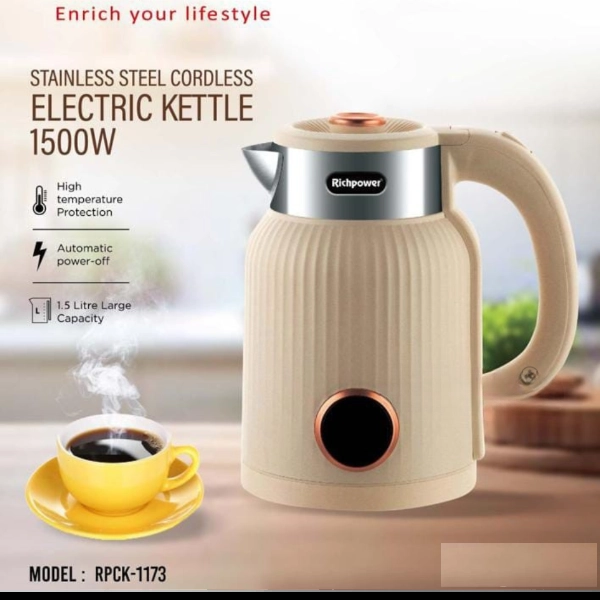 Enrich your lifestyle
STAINLESS STEEL CORDLESS
ELECTRIC KETTLE
1500W
High
temperature
Protection
Automatic
power-off
L
1.5 Litre Large
Capacity
Richpower
MODEL : RPCK-1173